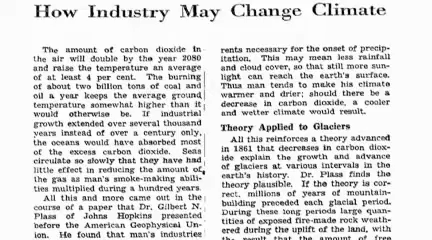 How Industry May Change Climate
The amount of carbon dioxide in
the air will double by the year 2080
and raise the temperature an average
of at least 4 per cent. The burning
of about two billion tons of coal and
oil a year keeps the average ground
temperature somewhat higher than it
would otherwise be. If industrial
growth extended over several thousand
years instead of over a century only,
the oceans would have absorbed most
of the excess carbon dioxide. Seas
circulate so slowly that they have had
little effect in reducing the amount of
the gas as man's smoke-making abili-
ties multiplied during a hundred years.
All this and more came out in the
course of a paper that Dr. Gilbert N.
Plass of Johns Hopkins presented
before the American Geophysical Un-
ion. He found that man's industries
rents necessary for the onset of precip-
itation. This may mean less rainfall
and cloud cover, so that still more sun-
light can reach the earth's surface.
Thus man tends to make his climate
warmer and drier; should there be a
decrease in carbon dioxide, a cooler
and wetter climate would result.
Theory Applied to Glaciers
All this reinforces a theory advanced
in 1861 that decreases in carbon diox-
ide explain the growth and advance
of glaciers at various intervals in the
earth's history. Dr. Plass finds the
theory plausible. If the theory is cor-
rect, millions of years of mountain-
building preceded each glacial period.
During these long periods large quan-
tities of exposed fire-made rock weath-
ered during the uplift of the land, with
the result that the amount of free